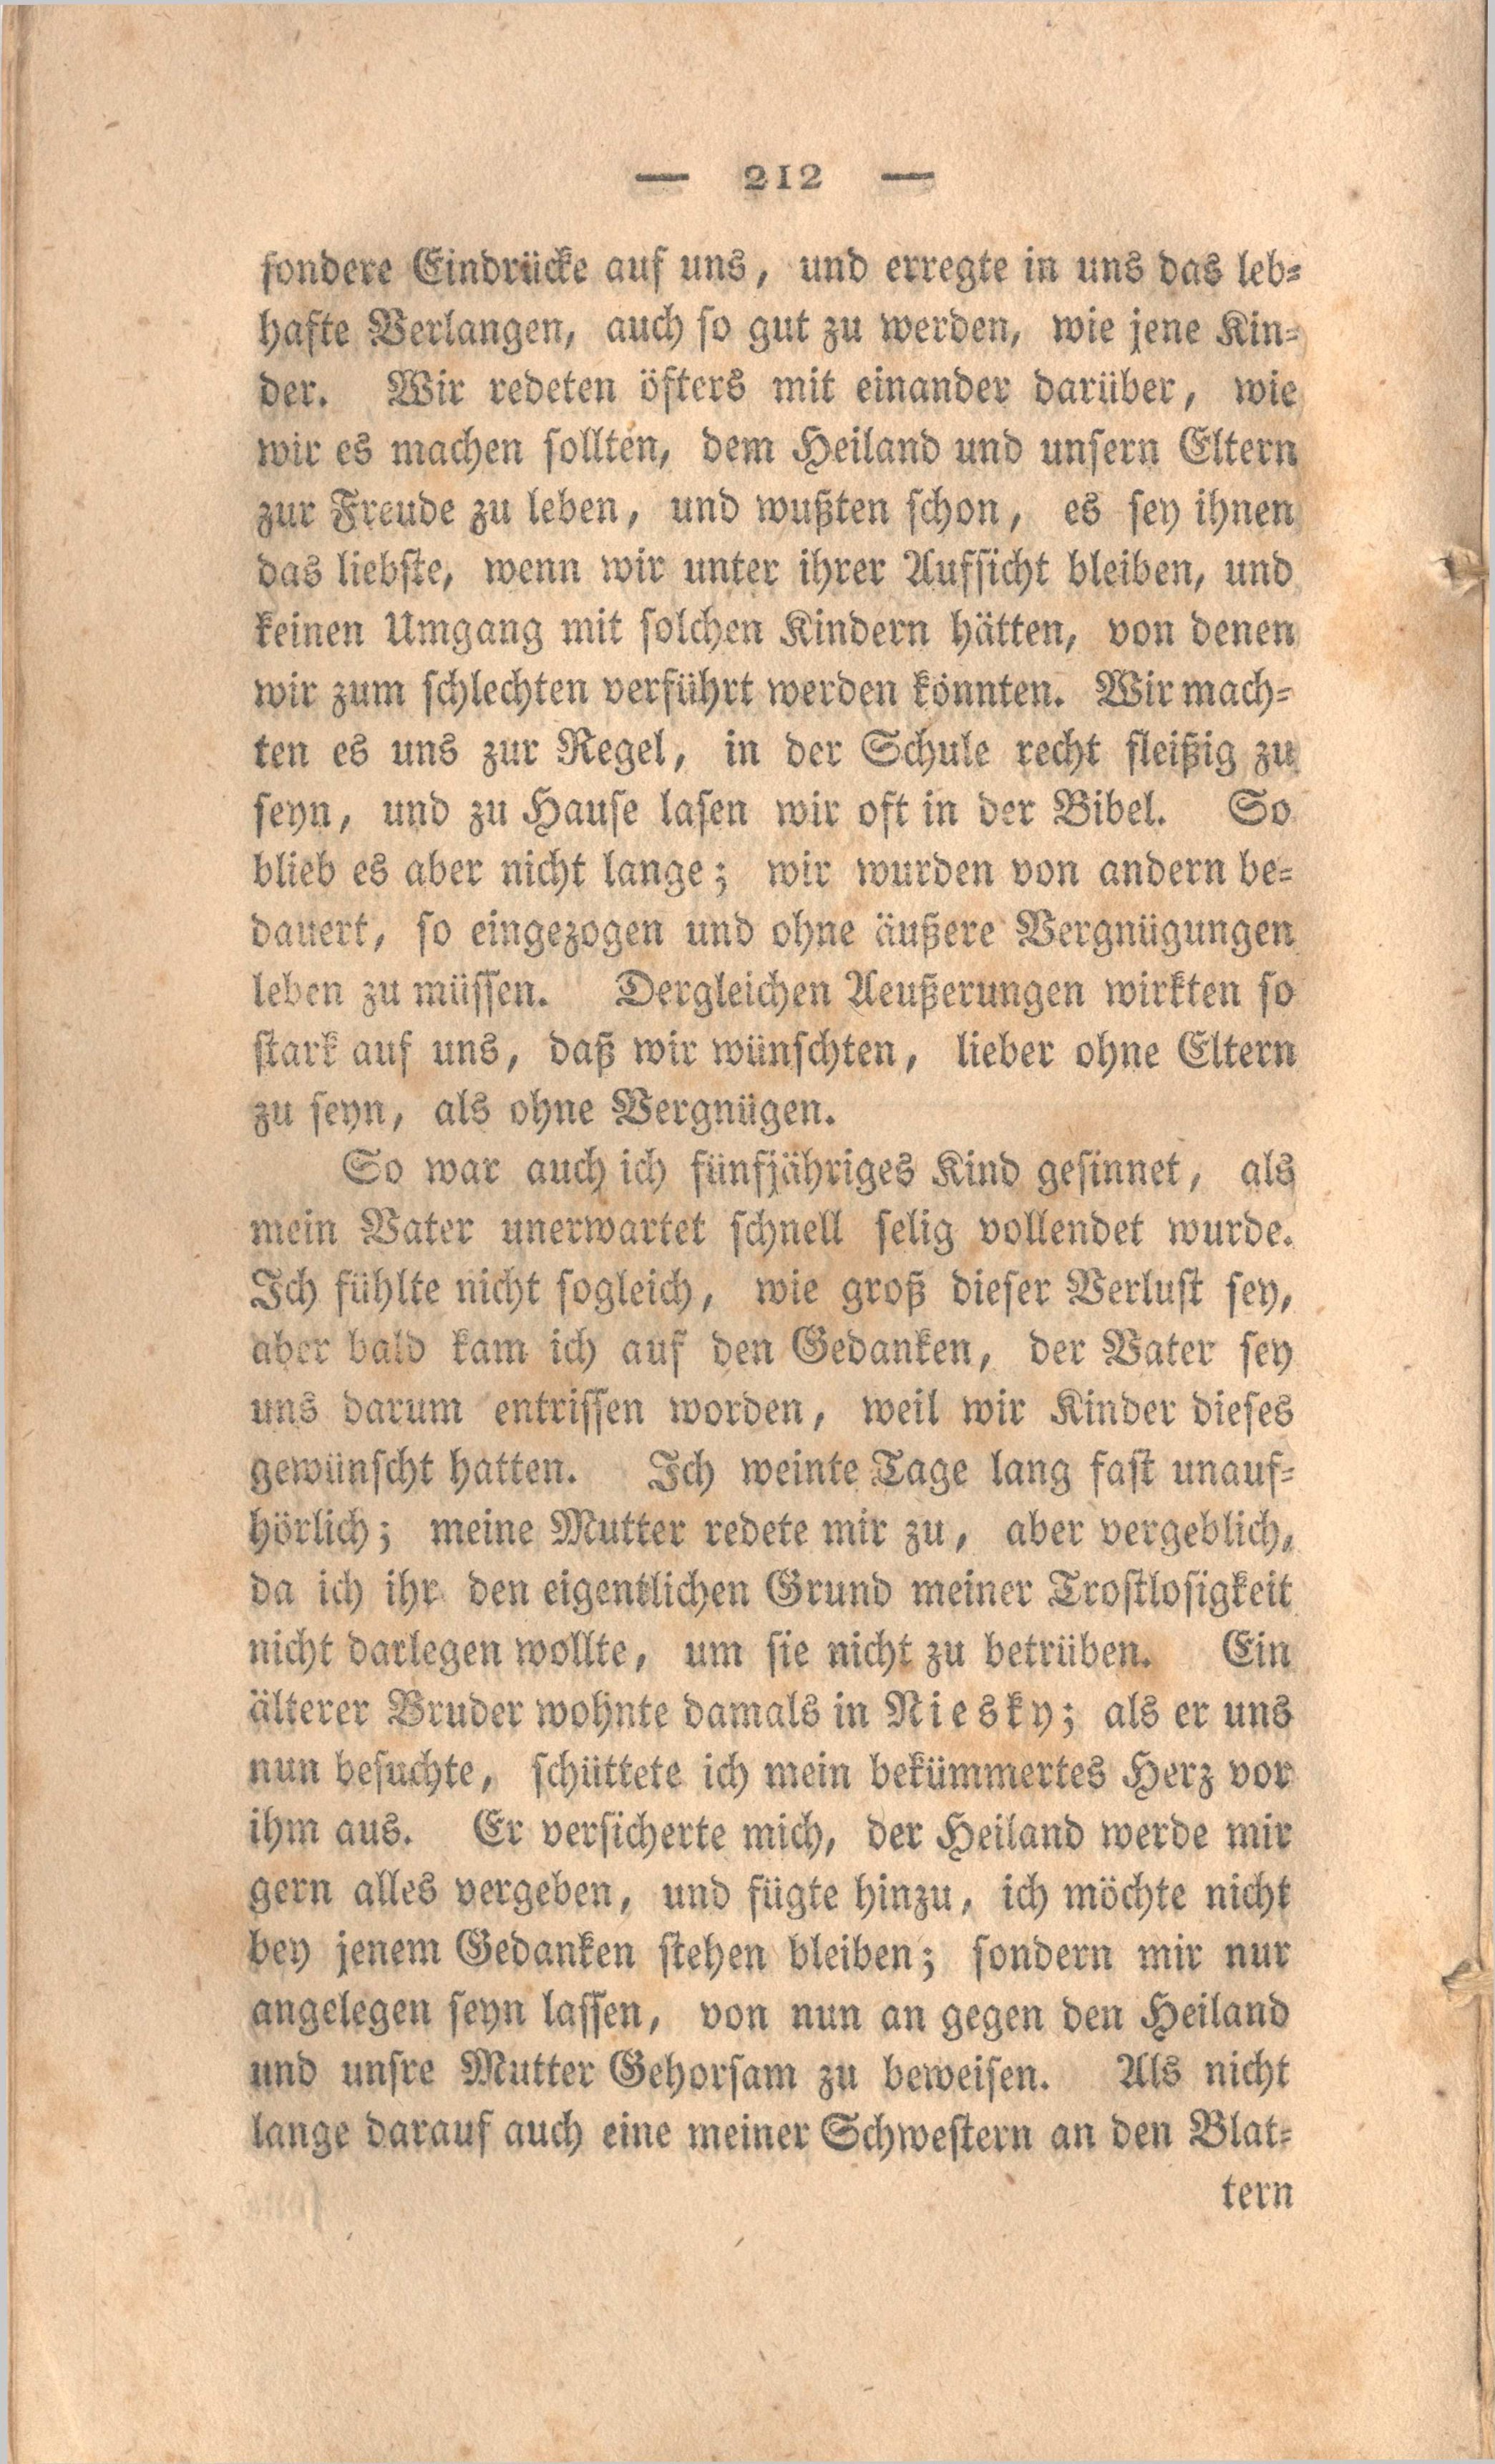 — 212 —
sondere Eindrücke auf uns, und erregte in uns das leb-
hafte Verlangen, auch so gut zu werden, wie jene Kin-
der. Wir redeten öfters mit einander darüber, wie
wir es machen sollten, dem Heiland und unsern Eltern
zur Freude zu leben, und wußten schon, es sey ihnen
das liebste, wenn wir unter ihrer Aufsicht bleiben, und
keinen Umgang mit solchen Kindern hätten, von denen
wir zum schlechten verführt werden könnten. Wir mach-
ten es uns zur Regel, in der Schule recht fleißig zu
seyn, und zu Hause lasen wir oft in der Bibel. So
blieb es aber nicht lange; wir wurden von andern be-
dauert, so eingezogen und ohne äußere Vergnügungen
leben zu müssen. Dergleichen Aeußerungen wirkten so
stark auf uns, daß wir wünschten, lieber ohne Eltern
zu seyn, als ohne Vergnügen.
So war auch ich fünfjähriges Kind gesinnet, als
mein Vater unerwartet schnell selig vollendet wurde.
Ich fühlte nicht sogleich, wie groß dieser Verlust sey,
aber bald kam ich auf den Gedanken, der Vater sey
uns darum entrissen worden, weil wir Kinder dieses
gewünscht hatten. Ich weinte Tage lang fast unauf-
hörlich; meine Mutter redete mir zu, aber vergeblich,
da ich ihr den eigentlichen Grund meiner Trostlosigkeit
nicht darlegen wollte, um sie nicht zu betrüben. Ein
älterer Bruder wohnte damals in Niesky; als er uns
nun besuchte, schüttete ich mein bekümmertes Herz vor
ihm aus. Er versicherte mich, der Heiland werde mir
gern alles vergeben, und fügte hinzu, ich möchte nicht
bey jenem Gedanken stehen bleiben; sondern mir nur
angelegen seyn lassen, von nun an gegen den Heiland
und unsre Mutter Gehorsam zu beweisen. Als nicht
lange darauf auch eine meiner Schwestern an den Blat-
tern